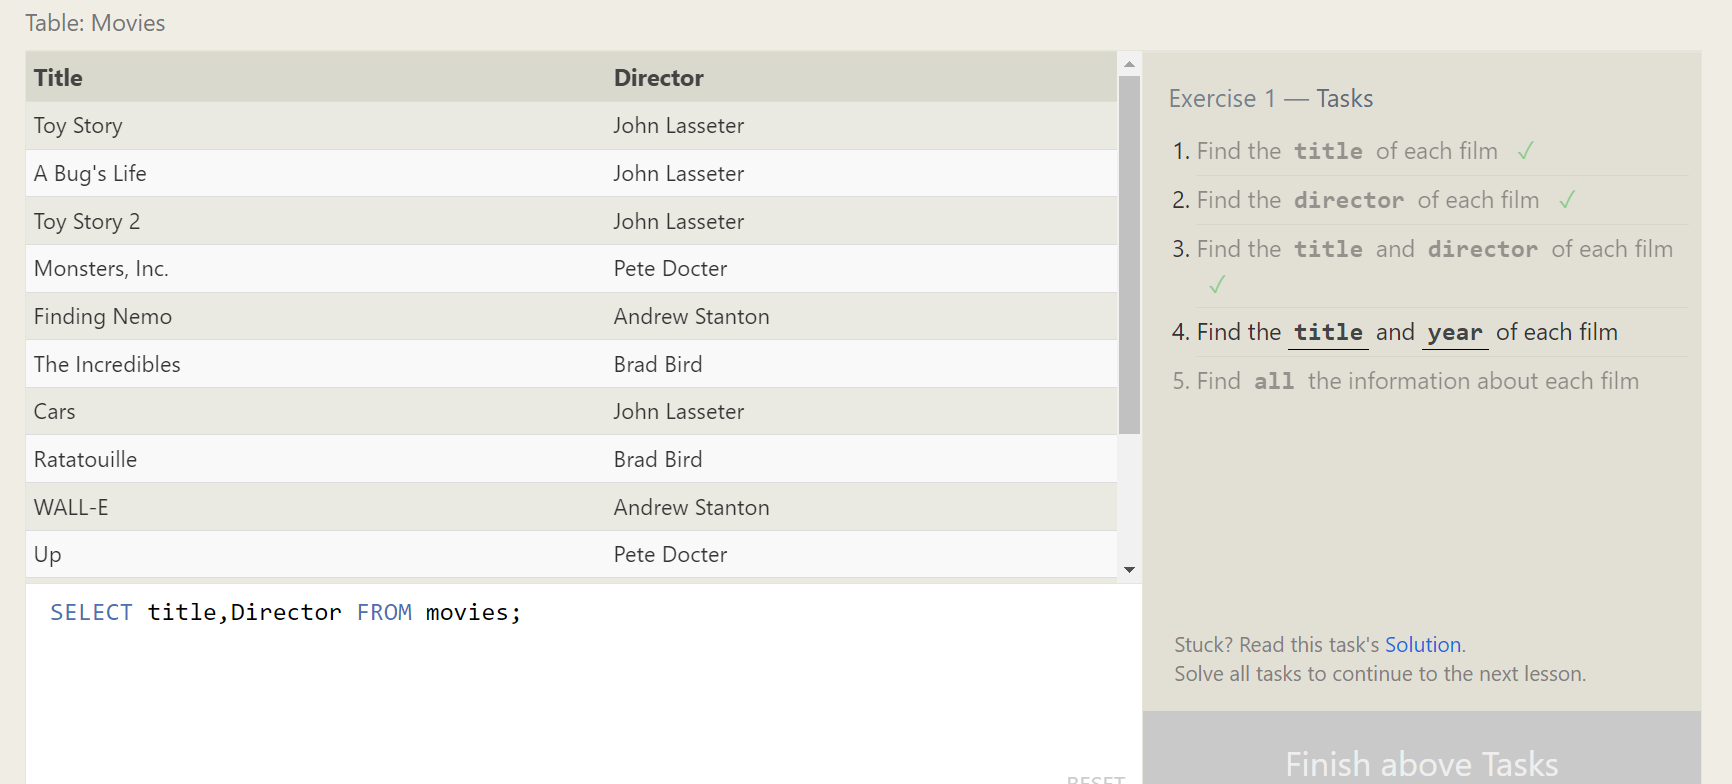 Table: Movies
Title Director
Toy Story John Lasseter
A Bug's Life John Lasseter
Toy Story 2 John Lasseter
Monsters, Inc. Pete Docter
Finding Nemo Andrew Stanton
The Incredibles Brad Bird
Cars John Lasseter
Ratatouille Brad Bird
WALL-E Andrew Stanton
Up Pete Docter
SELECT title,Director FROM movies;
RESET
Exercise 1 — Tasks
1. Find the title of each film ✓
2. Find the director of each film ✓
3. Find the title and director of each film
✓
4. Find the title and year of each film
5. Find all the information about each film
Stuck? Read this task's Solution.
Solve all tasks to continue to the next lesson.
Finish above Tasks